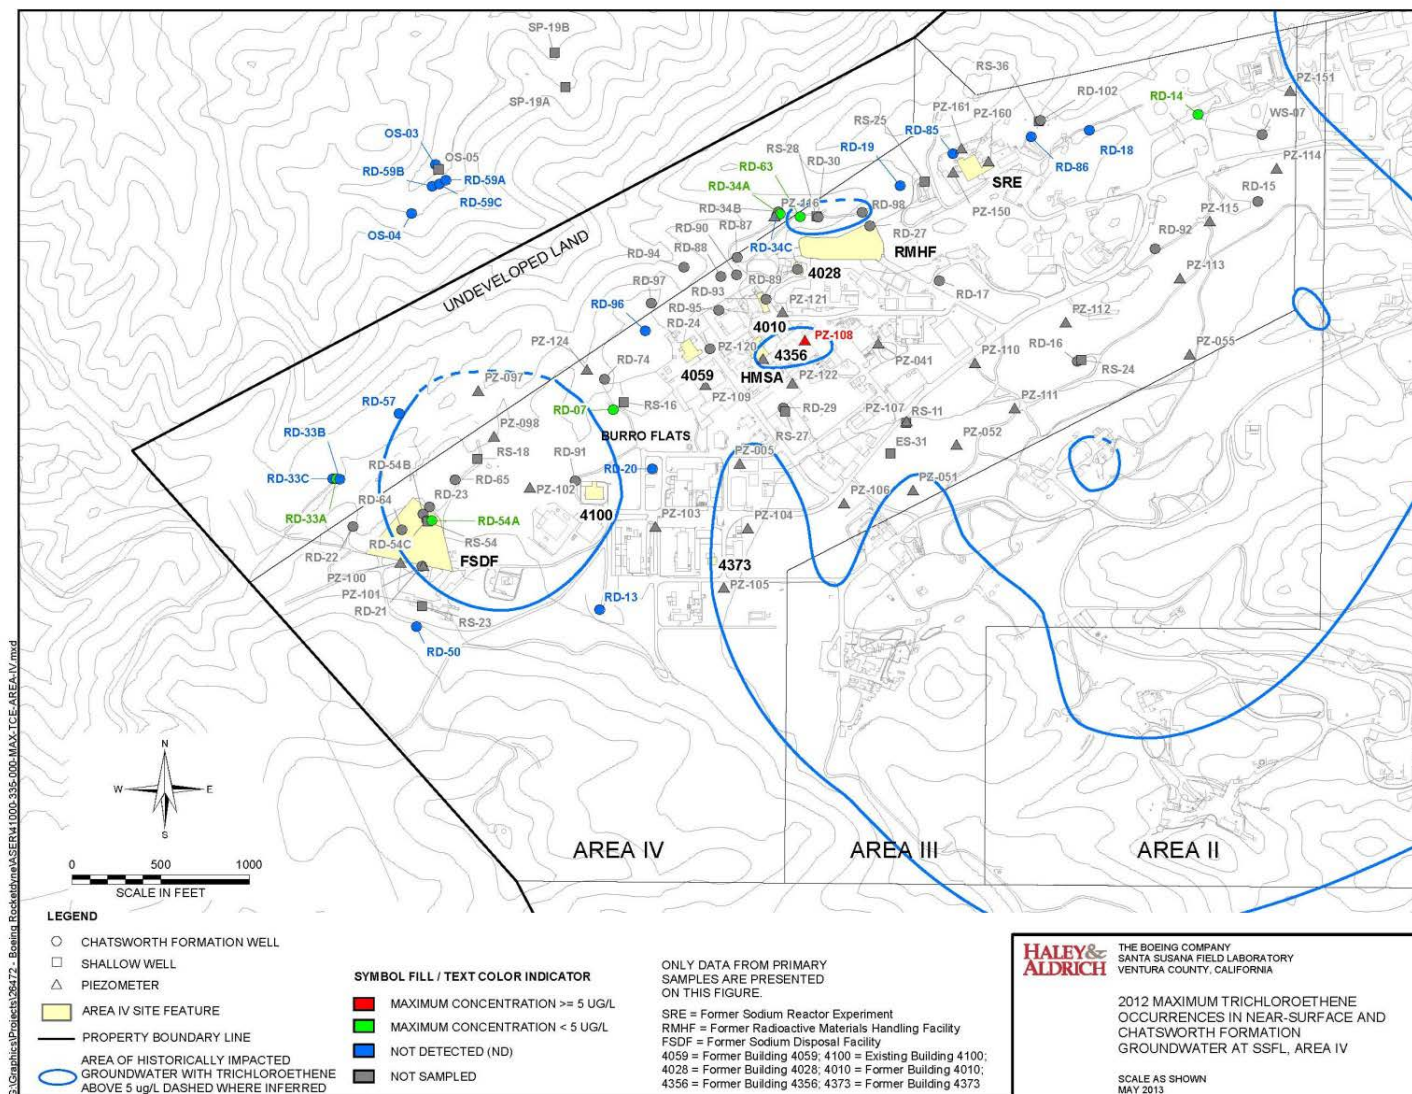 SP-19B
SP-19A
RS-36
RD-102
RD-14
PZ-151
WS-07
PZ-161
PZ-160
RS-25
RD-85
OS-03
OS-05
RD-59B
RD-59A
RD-59C
OS-04
RS-28
RD-30
RD-19
RD-63
RD-34A
SRE
RD-86
RD-18
PZ-114
RD-15
PZ-116
RD-34B
RD-98
PZ-150
PZ-115
RD-87
RD-90
RD-27
RD-92
RD-88
RD-34C
RMHF
RD-94
UNDEVELOPED LAND
4028
PZ-113
RD-97
RD-93
RD-89
RD-17
RD-96
RD-95
PZ-121
PZ-112
RD-24
4010
PZ-108
RD-16
PZ-124
RD-74
PZ-120
4356
PZ-041
PZ-110
PZ-055
RS-24
4059
HMSA
PZ-097
PZ-109
PZ-122
RD-57
RD-07
RS-16
RD-29
PZ-107
RS-11
PZ-111
PZ-098
BURRO FLATS
RS-27
ES-31
PZ-052
RD-33B
RS-18
RD-91
PZ-005
RD-54B
RD-20
RD-33C
RD-65
PZ-051
RD-23
PZ-102
PZ-106
RD-64
4100
RD-33A
RD-54A
PZ-103
PZ-104
RD-54C
RS-54
RD-22
FSDF
4373
PZ-100
PZ-105
PZ-101
RD-21
RS-23
RD-13
RD-50
N
W E
S
0 500 1000
SCALE IN FEET
AREA IV
AREA III
AREA II
G:\Graphics\Projects\26472 - Boeing Rocketdyne\ASER\41000-335-000-MAX-TCE-AREA-IV.mxd
LEGEND
CHATSWORTH FORMATION WELL
SHALLOW WELL
PIEZOMETER
AREA IV SITE FEATURE
PROPERTY BOUNDARY LINE
AREA OF HISTORICALLY IMPACTED
GROUNDWATER WITH TRICHLOROETHENE
ABOVE 5 ug/L DASHED WHERE INFERRED
SYMBOL FILL / TEXT COLOR INDICATOR
MAXIMUM CONCENTRATION >= 5 UG/L
MAXIMUM CONCENTRATION < 5 UG/L
NOT DETECTED (ND)
NOT SAMPLED
ONLY DATA FROM PRIMARY
SAMPLES ARE PRESENTED
ON THIS FIGURE.
SRE = Former Sodium Reactor Experiment
RMHF = Former Radioactive Materials Handling Facility
FSDF = Former Sodium Disposal Facility
4059 = Former Building 4059; 4100 = Existing Building 4100;
4028 = Former Building 4028; 4010 = Former Building 4010;
4356 = Former Building 4356; 4373 = Former Building 4373
HALEY&
ALDRICH
THE BOEING COMPANY
SANTA SUSANA FIELD LABORATORY
VENTURA COUNTY, CALIFORNIA
2012 MAXIMUM TRICHLOROETHENE
OCCURRENCES IN NEAR-SURFACE AND
CHATSWORTH FORMATION
GROUNDWATER AT SSFL, AREA IV
SCALE AS SHOWN
MAY 2013